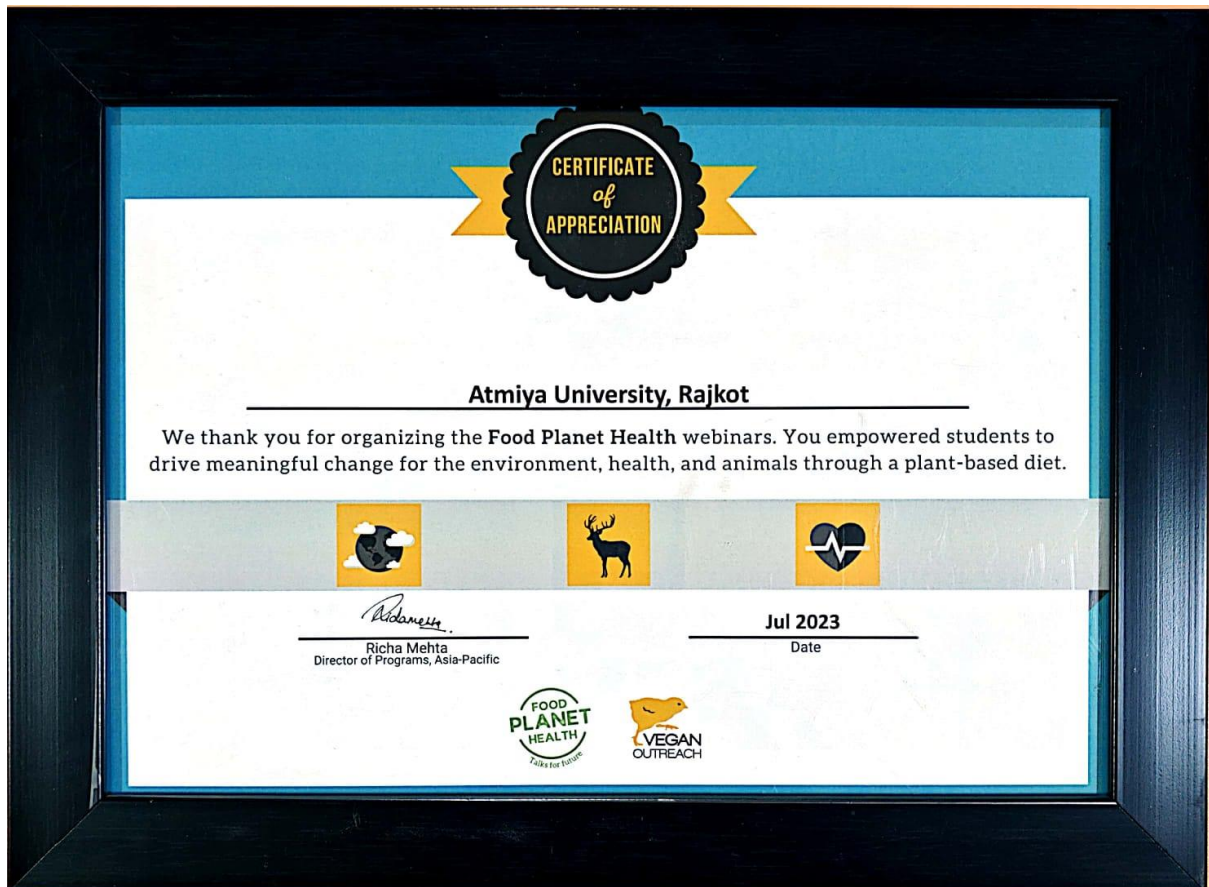 CERTIFICATE
of
APPRECIATION
Atmiya University, Rajkot
We thank you for organizing the Food Planet Health webinars. You empowered students to
drive meaningful change for the environment, health, and animals through a plant-based diet.
Richa Mehta
Director of Programs, Asia-Pacific
Jul 2023
Date
FOOD
PLANET
HEALTH
Talks for future
VEGAN
OUTREACH